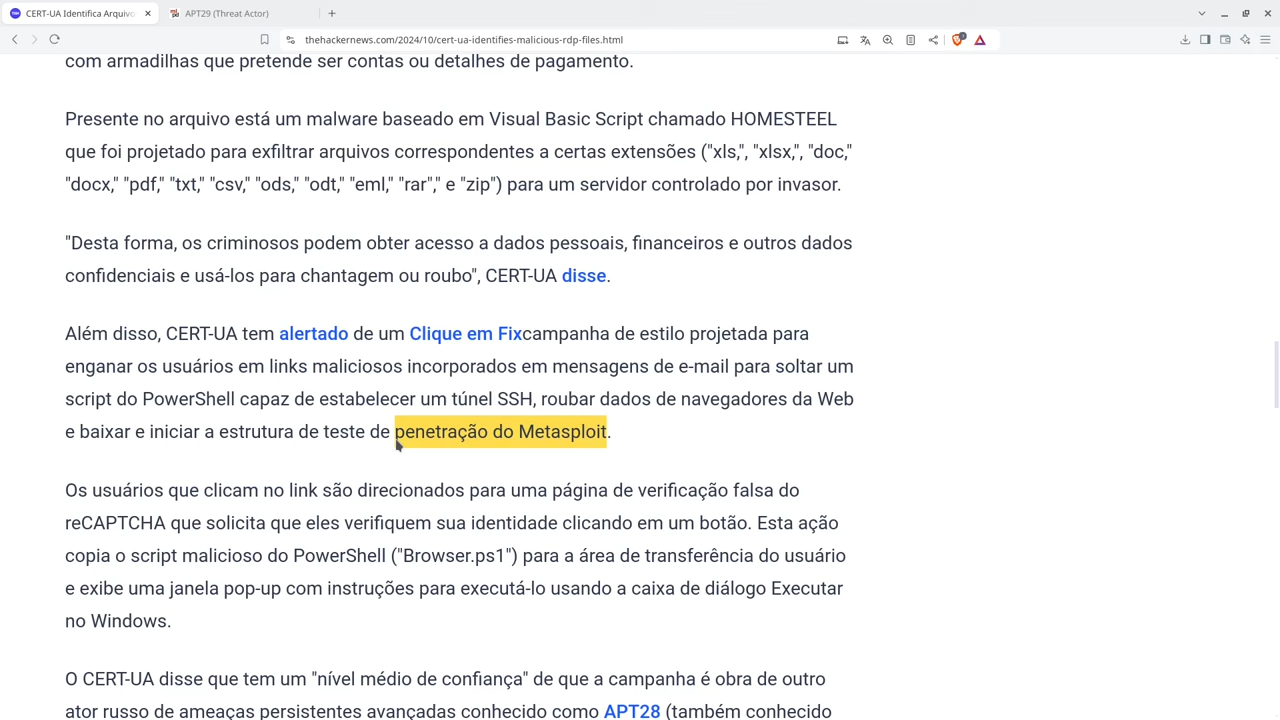 CERT-UA Identifica Arquivo
APT29 (Threat Actor)
thehackernews.com/2024/10/cert-ua-identifies-malicious-rdp-files.html
com armadilhas que pretende ser contas ou detalhes de pagamento.
Presente no arquivo está um malware baseado em Visual Basic Script chamado HOMESTEEL
que foi projetado para exfiltrar arquivos correspondentes a certas extensões ("xls,", "xlsx,", "doc,"
"docx," "pdf," "txt," "csv," "ods," "odt," "eml," "rar"," e "zip") para um servidor controlado por invasor.
"Desta forma, os criminosos podem obter acesso a dados pessoais, financeiros e outros dados
confidenciais e usá-los para chantagem ou roubo", CERT-UA disse.
Além disso, CERT-UA tem alertado de um Clique em Fixcampanha de estilo projetada para
enganar os usuários em links maliciosos incorporados em mensagens de e-mail para soltar um
script do PowerShell capaz de estabelecer um túnel SSH, roubar dados de navegadores da Web
e baixar e iniciar a estrutura de teste de penetração do Metasploit.
Os usuários que clicam no link são direcionados para uma página de verificação falsa do
reCAPTCHA que solicita que eles verifiquem sua identidade clicando em um botão. Esta ação
copia o script malicioso do PowerShell ("Browser.ps1") para a área de transferência do usuário
e exibe uma janela pop-up com instruções para executá-lo usando a caixa de diálogo Executar
no Windows.
O CERT-UA disse que tem um "nível médio de confiança" de que a campanha é obra de outro
ator russo de ameaças persistentes avançadas conhecido como APT28 (também conhecido